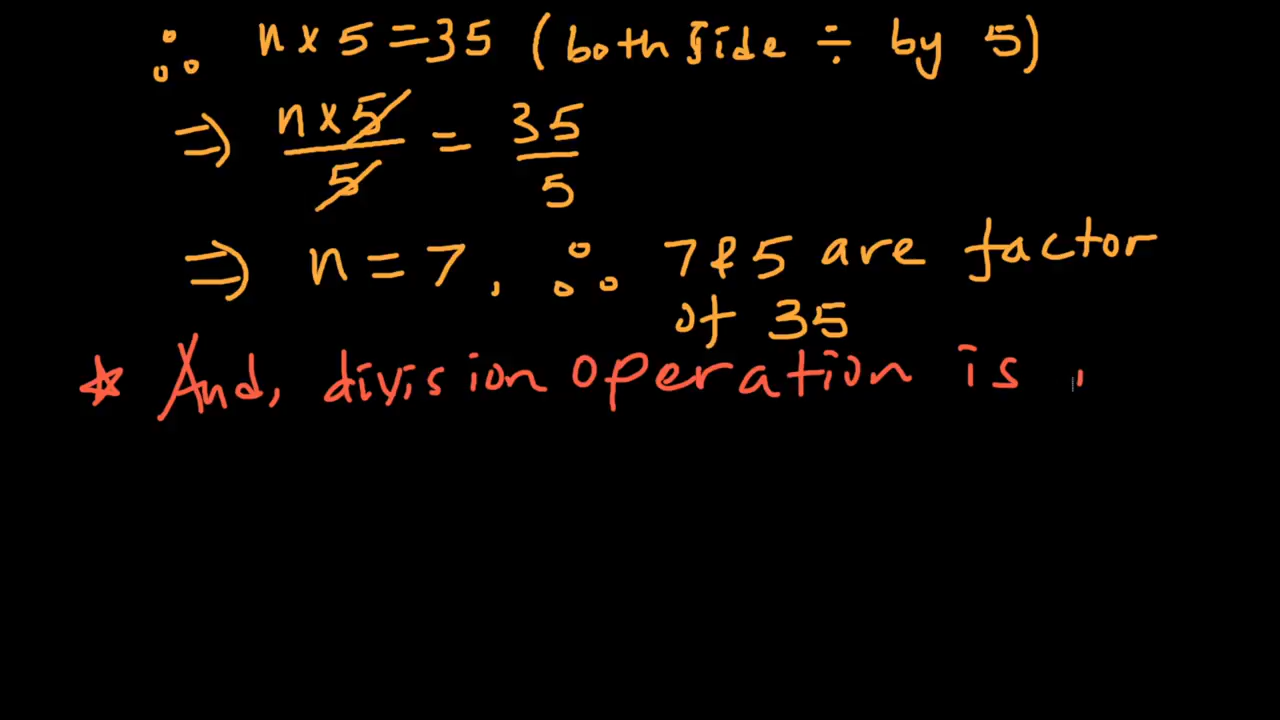 ∴ n × 5 = 35 (both side ÷ by 5)
⇒ n × 5 / 5 = 35 / 5
⇒ n = 7, ∴ 7 & 5 are factor
of 35
* And, division operation is